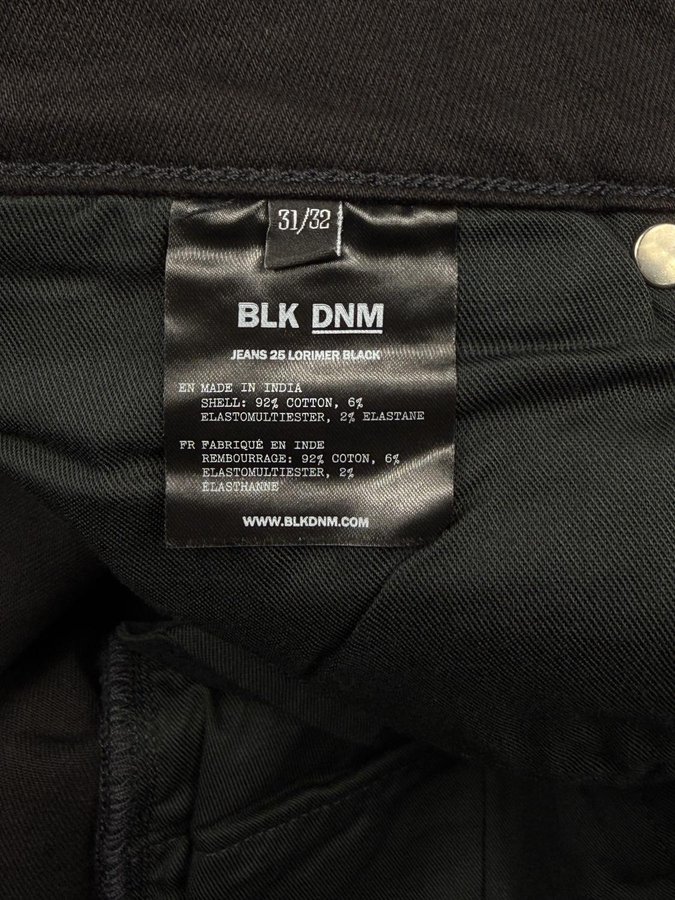 31/32
BLK DNM
JEANS 25 LORIMER BLACK
EN MADE IN INDIA
SHELL: 92% COTTON, 6%
ELASTOMULTIESTER, 2% ELASTANE
FR FABRIQUÉ EN INDE
REMBOURRAGE: 92% COTON, 6%
ELASTOMULTIESTER, 2%
ÉLASTHANNE
WWW.BLKDNM.COM